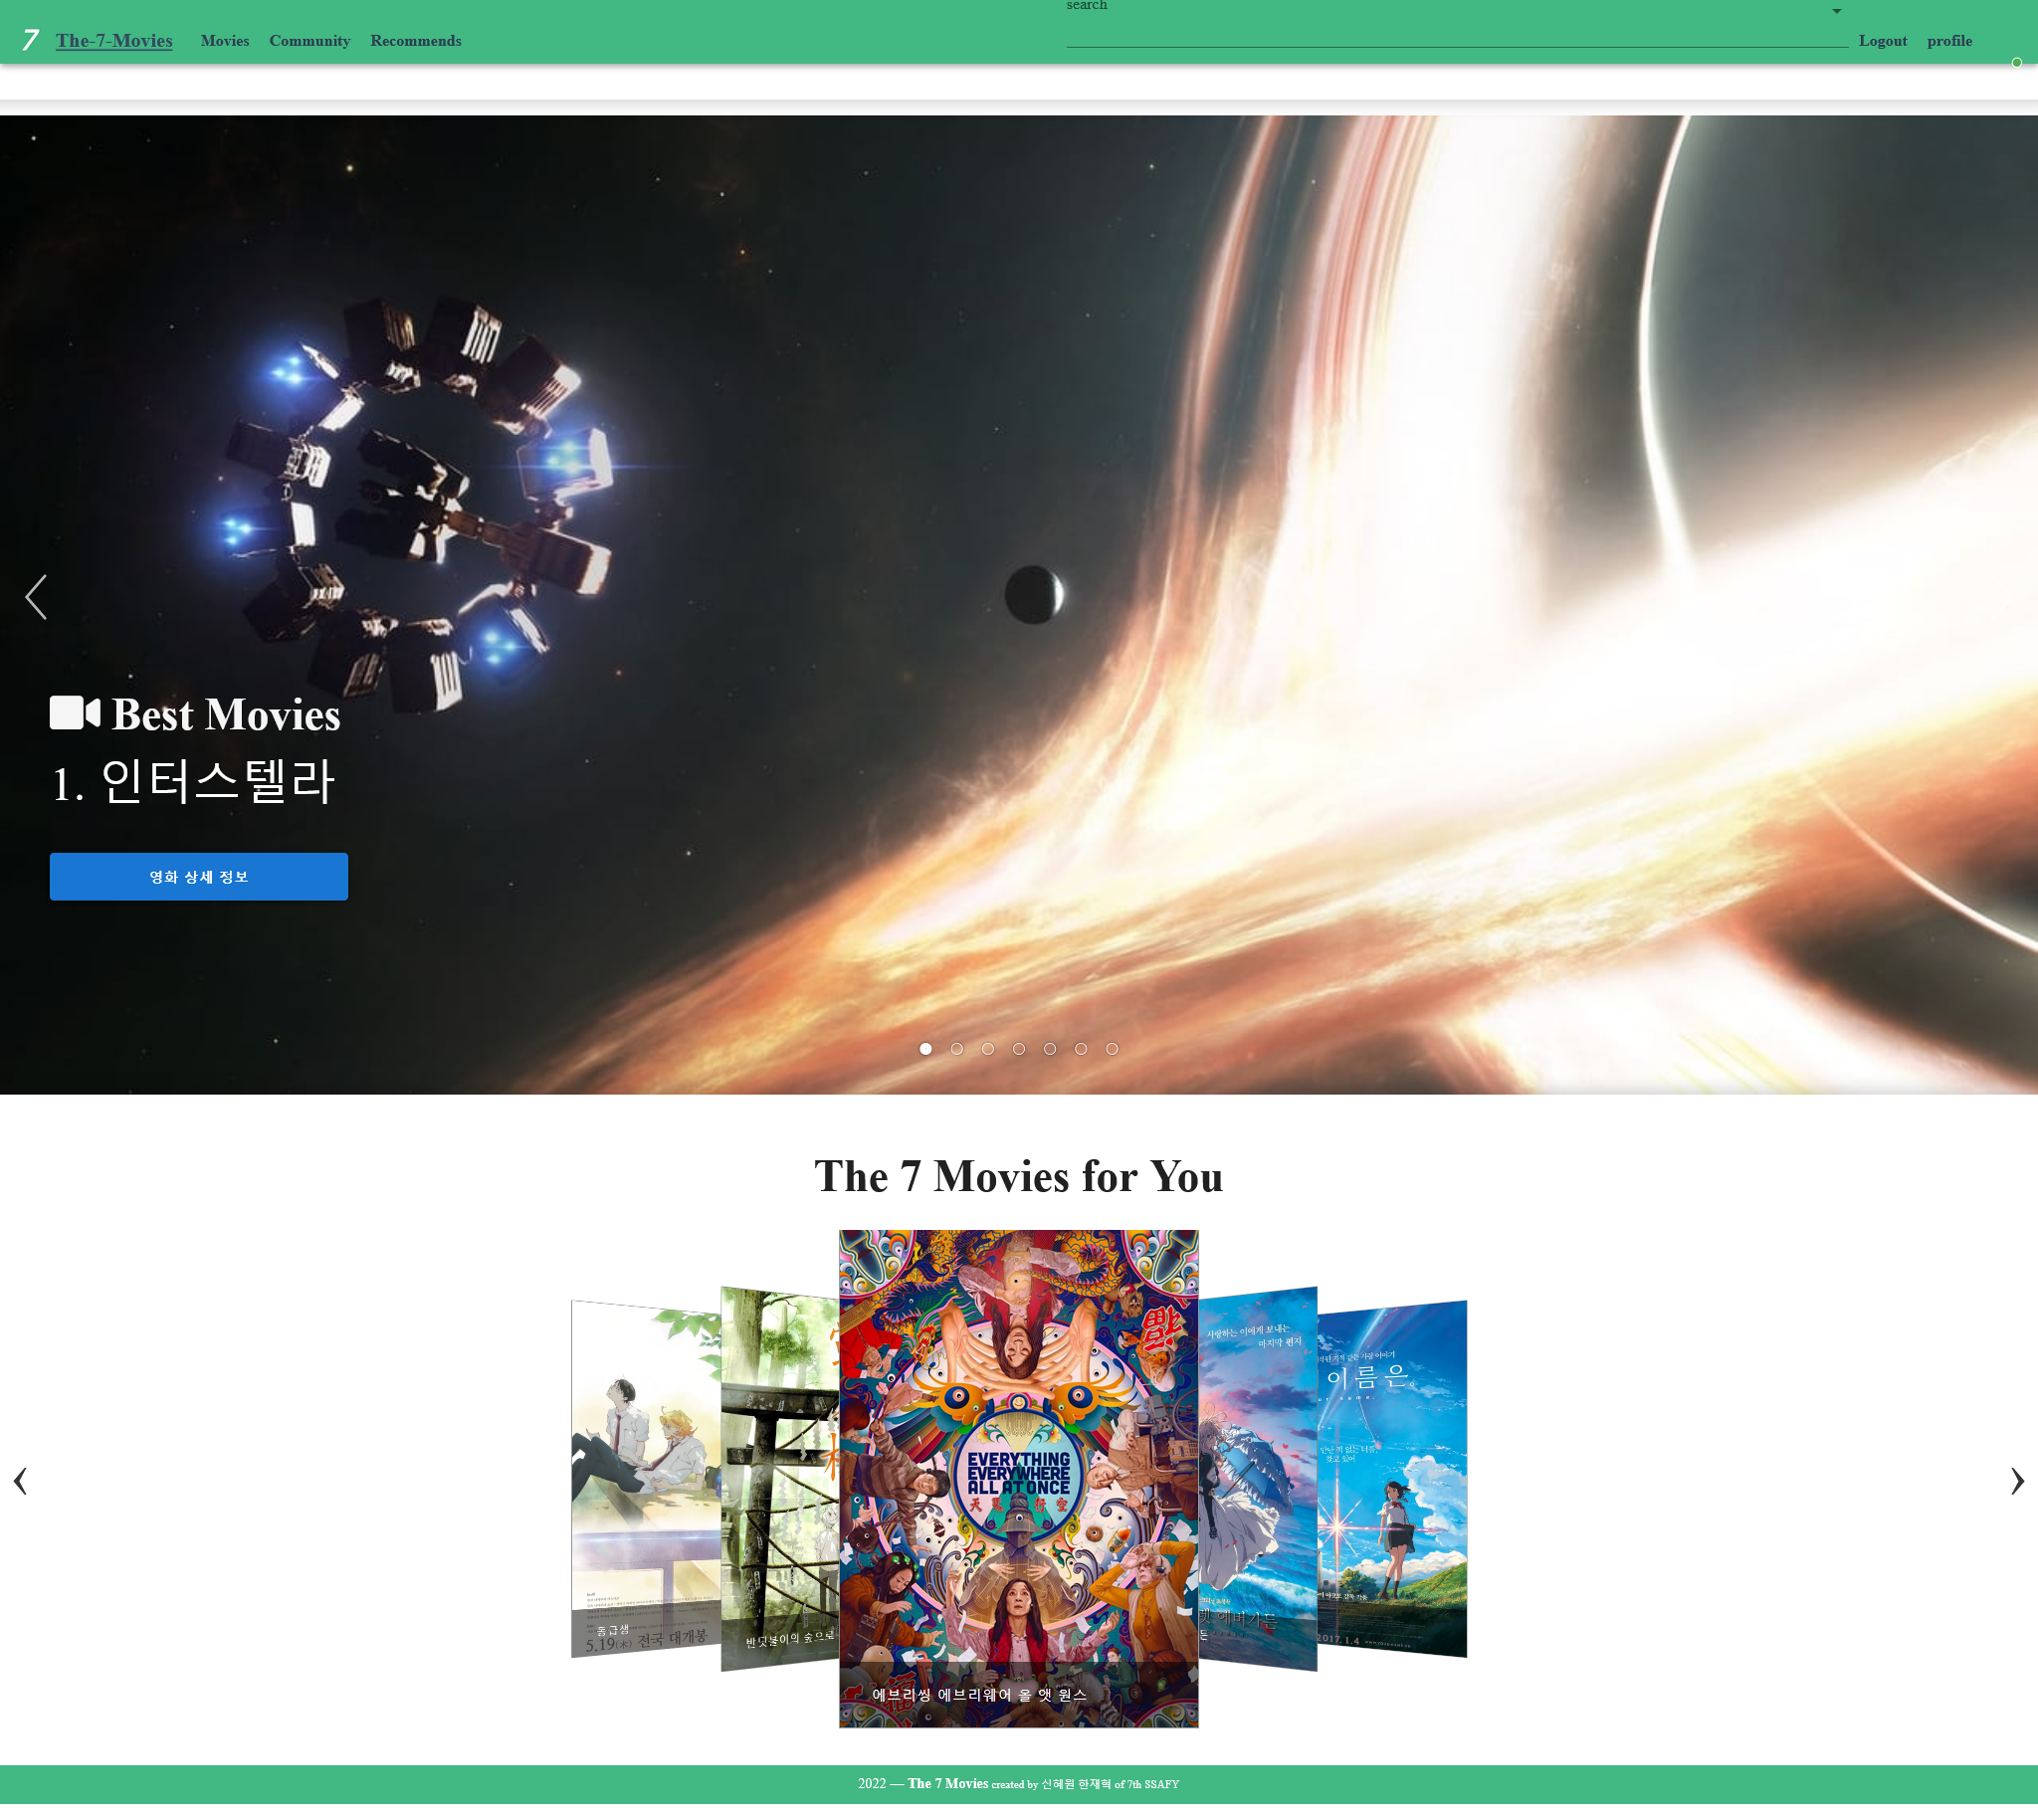 search
7 The-7-Movies Movies Community Recommends Logout profile
Best Movies
1. 인터스텔라
영화 상세 정보
The 7 Movies for You
사랑하는 이에게 보내는
마지막 편지
이름은。
EVERYTHING
EVERYWHERE
ALL AT ONCE
동급생
5.19(木) 전국 대개봉
반딧불이의 숲으로
에버가든
든
2017. 1. 4
에브리씽 에브리웨어 올 앳 원스
2022 — The 7 Movies created by 신혜원 한재혁 of 7th SSAFY